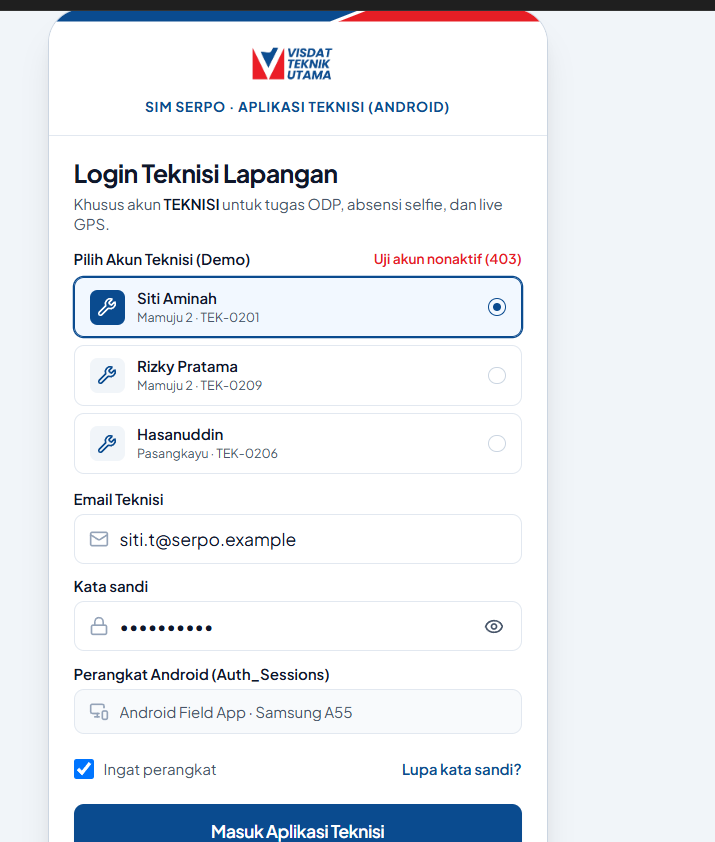 VISDAT
TEKNIK
UTAMA
SIM SERPO · APLIKASI TEKNISI (ANDROID)
Login Teknisi Lapangan
Khusus akun TEKNISI untuk tugas ODP, absensi selfie, dan live
GPS.
Pilih Akun Teknisi (Demo) Uji akun nonaktif (403)
Siti Aminah
Mamuju 2 · TEK-0201
Rizky Pratama
Mamuju 2 · TEK-0209
Hasanuddin
Pasangkayu · TEK-0206
Email Teknisi
siti.t@serpo.example
Kata sandi
••••••••••
Perangkat Android (Auth_Sessions)
Android Field App · Samsung A55
Ingat perangkat Lupa kata sandi?
Masuk Aplikasi Teknisi